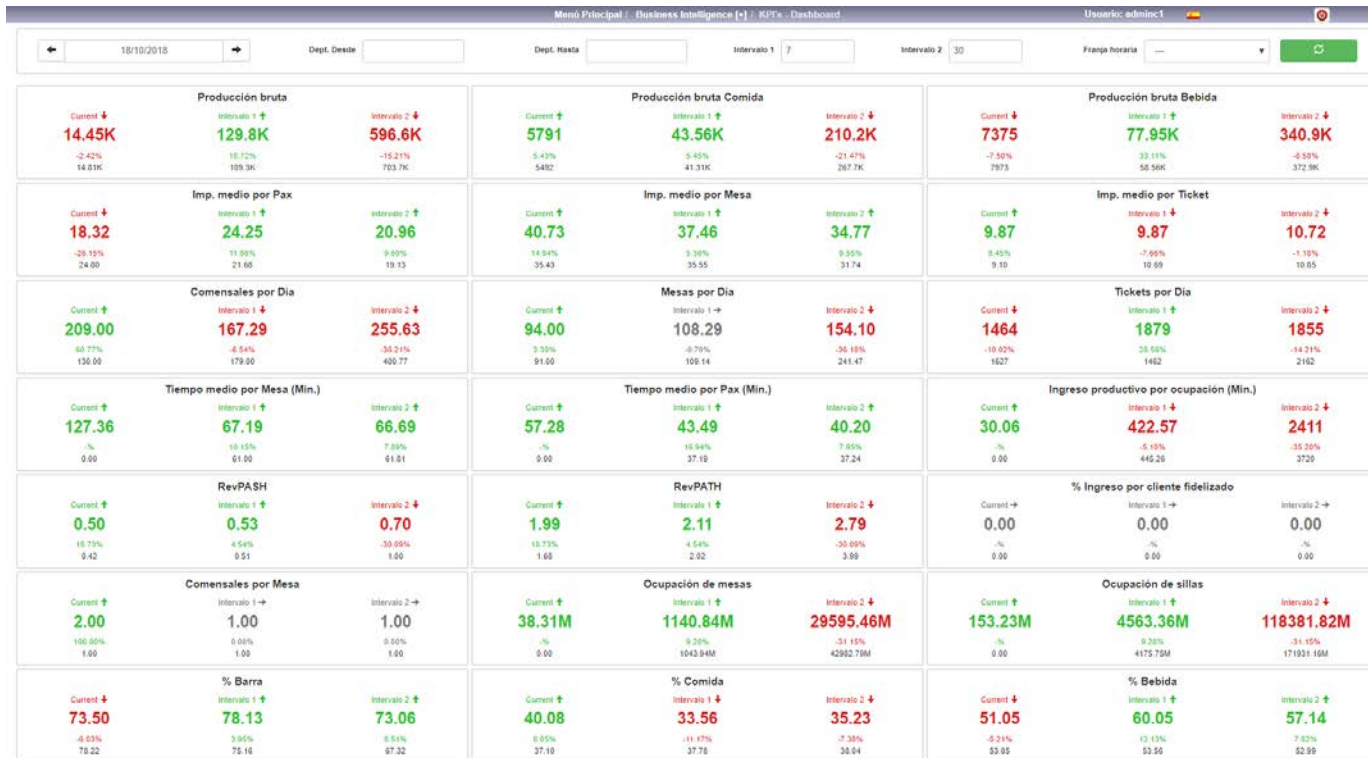 Menú Principal / Business Intelligence [•] / KPI's - Dashboard Usuario: adminc1
18/10/2018 Dept. Desde Dept. Hasta Intervalo 1 7 Intervalo 2 30 Franja horaria ---
Producción bruta Producción bruta Comida Producción bruta Bebida
Current Intervalo 1 Intervalo 2 Current Intervalo 1 Intervalo 2 Current Intervalo 1 Intervalo 2
14.45K 129.8K 596.6K 5791 43.56K 210.2K 7375 77.95K 340.9K
-2.42% 18.72% -15.21% 5.43% 5.45% -21.47% -7.50% 33.11% -8.58%
14.81K 109.3K 703.7K 5492 41.31K 267.7K 7973 58.56K 372.9K
Imp. medio por Pax Imp. medio por Mesa Imp. medio por Ticket
Current Intervalo 1 Intervalo 2 Current Intervalo 1 Intervalo 2 Current Intervalo 1 Intervalo 2
18.32 24.25 20.96 40.73 37.46 34.77 9.87 9.87 10.72
-26.15% 11.86% 9.60% 14.94% 5.36% 9.55% 8.45% -7.66% -1.18%
24.80 21.68 19.13 35.43 35.55 31.74 9.10 10.69 10.85
Comensales por Día Mesas por Día Tickets por Día
Current Intervalo 1 Intervalo 2 Current Intervalo 1 Intervalo 2 Current Intervalo 1 Intervalo 2
209.00 167.29 255.63 94.00 108.29 154.10 1464 1879 1855
60.77% -6.54% -36.21% 3.30% -0.79% -36.18% -10.02% 28.56% -14.21%
130.00 179.00 400.77 91.00 109.14 241.47 1627 1462 2162
Tiempo medio por Mesa (Min.) Tiempo medio por Pax (Min.) Ingreso productivo por ocupación (Min.)
Current Intervalo 1 Intervalo 2 Current Intervalo 1 Intervalo 2 Current Intervalo 1 Intervalo 2
127.36 67.19 66.69 57.28 43.49 40.20 30.06 422.57 2411
-% 10.15% 7.89% -% 16.94% 7.95% -% -5.10% -35.20%
0.00 61.00 61.81 0.00 37.19 37.24 0.00 445.26 3720
RevPASH RevPATH % Ingreso por cliente fidelizado
Current Intervalo 1 Intervalo 2 Current Intervalo 1 Intervalo 2 Current Intervalo 1 Intervalo 2
0.50 0.53 0.70 1.99 2.11 2.79 0.00 0.00 0.00
18.73% 4.54% -30.09% 18.73% 4.54% -30.09% -% -% -%
0.42 0.51 1.00 1.68 2.02 3.99 0.00 0.00 0.00
Comensales por Mesa Ocupación de mesas Ocupación de sillas
Current Intervalo 1 Intervalo 2 Current Intervalo 1 Intervalo 2 Current Intervalo 1 Intervalo 2
2.00 1.00 1.00 38.31M 1140.84M 29595.46M 153.23M 4563.36M 118381.82M
100.00% 0.00% 0.00% -% 9.28% -31.15% -% 9.28% -31.15%
1.00 1.00 1.00 0.00 1043.94M 42982.79M 0.00 4175.75M 171931.16M
% Barra % Comida % Bebida
Current Intervalo 1 Intervalo 2 Current Intervalo 1 Intervalo 2 Current Intervalo 1 Intervalo 2
73.50 78.13 73.06 40.08 33.56 35.23 51.05 60.05 57.14
-6.03% 3.95% 8.51% 8.05% -11.17% -7.38% -5.21% 12.13% 7.82%
78.22 75.16 67.32 37.10 37.78 38.04 53.85 53.56 52.99